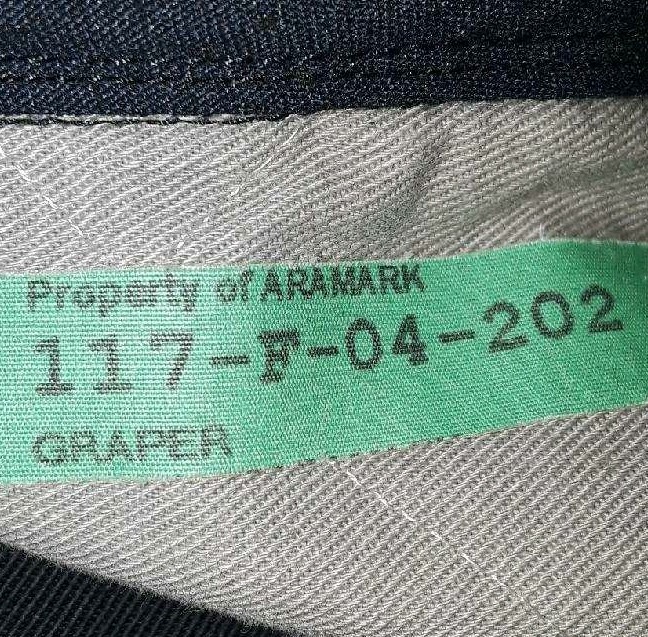 Property of ARAMARK
117-F-04-202
GRAPER